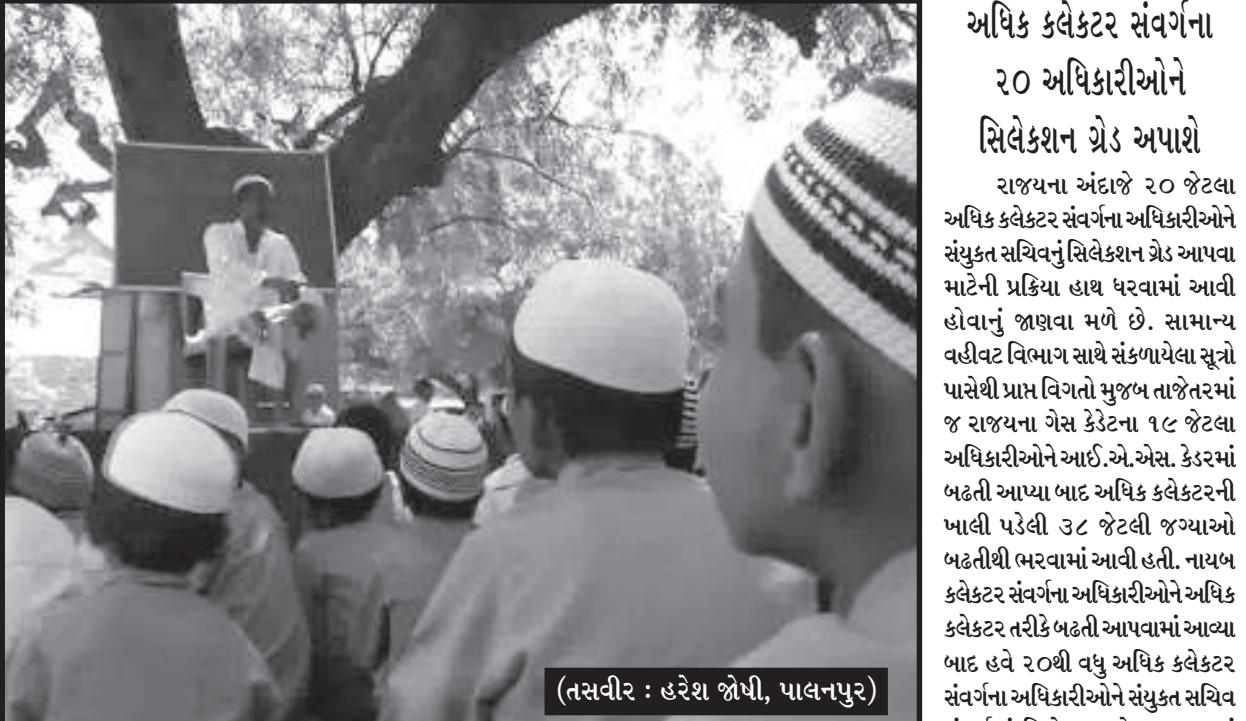 (તસવીર : હરેશ જોષી, પાલનપુર)
અધિક કલેકટર સંવર્ગના
૨૦ અધિકારીઓને
સિલેકશન ગ્રેડ અપાશે
રાજયના અંદાજે ૨૦ જેટલા
અધિક કલેકટર સંવર્ગના અધિકારીઓને
સંયુકત સચિવનું સિલેકશન ગ્રેડ આપવા
માટેની પ્રક્રિયા હાથ ધરવામાં આવી
હોવાનું જાણવા મળે છે. સામાન્ય
વહીવટ વિભાગ સાથે સંકળાયેલા સૂત્રો
પાસેથી પ્રાપ્ત વિગતો મુજબ તાજેતરમાં
જ રાજયના ગેસ કેડેટના ૧૯ જેટલા
અધિકારીઓને આઈ.એ.એસ. કેડરમાં
બઢતી આપ્યા બાદ અધિક કલેકટરની
ખાલી પડેલી ૩૮ જેટલી જગ્યાઓ
બઢતીથી ભરવામાં આવી હતી. નાયબ
કલેકટર સંવર્ગના અધિકારીઓને અધિક
કલેકટર તરીકે બઢતી આપવામાં આવ્યા
બાદ હવે ૨૦થી વધુ અધિક કલેકટર
સંવર્ગના અધિકારીઓને સંયુકત સચિવ